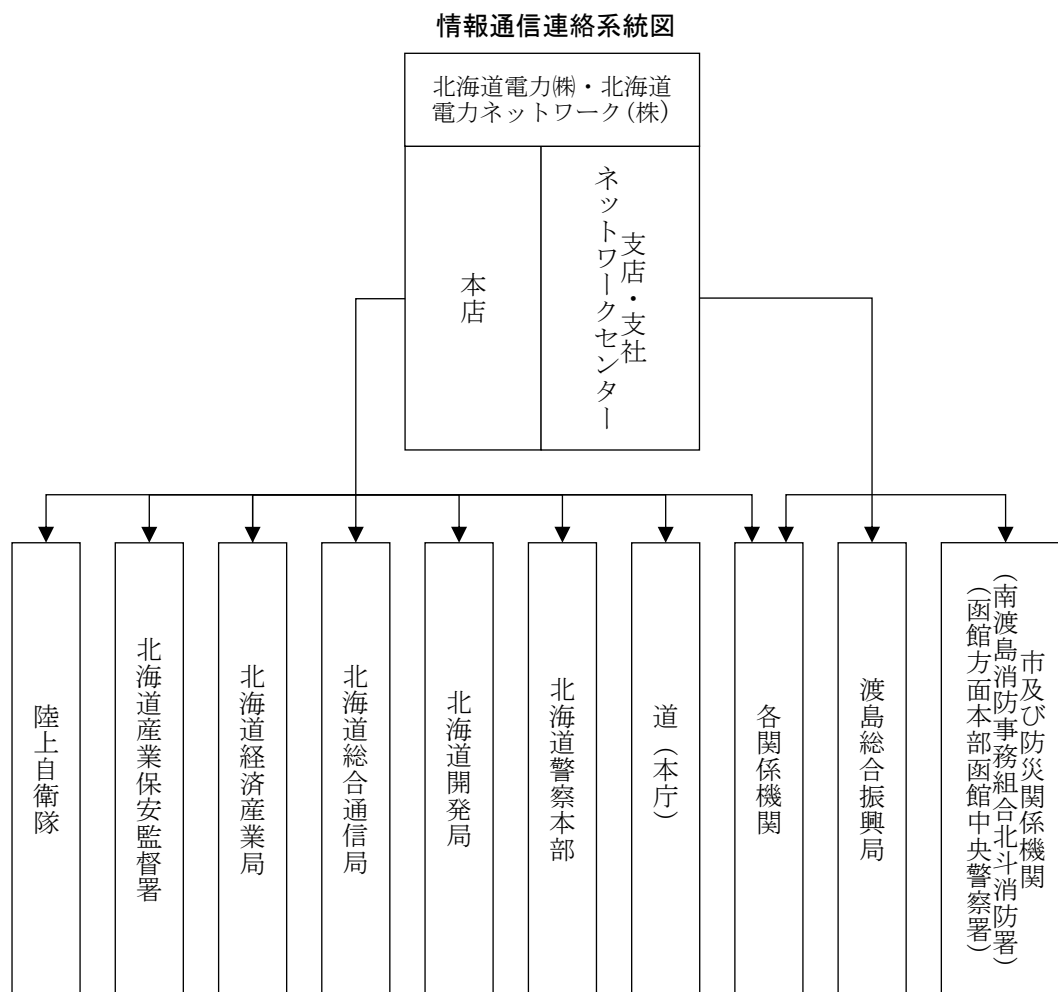 情報通信連絡系統図
北海道電力㈱・北海道
電力ネットワーク(株)
本店
支店・支社
ネットワークセンター
陸上自衛隊
北海道産業保安監督署
北海道経済産業局
北海道総合通信局
北海道開発局
北海道警察本部
道（本庁）
各関係機関
渡島総合振興局
市及び防災関係機関
（南渡島消防事務組合北斗消防署）
（函館方面本部函館中央警察署）